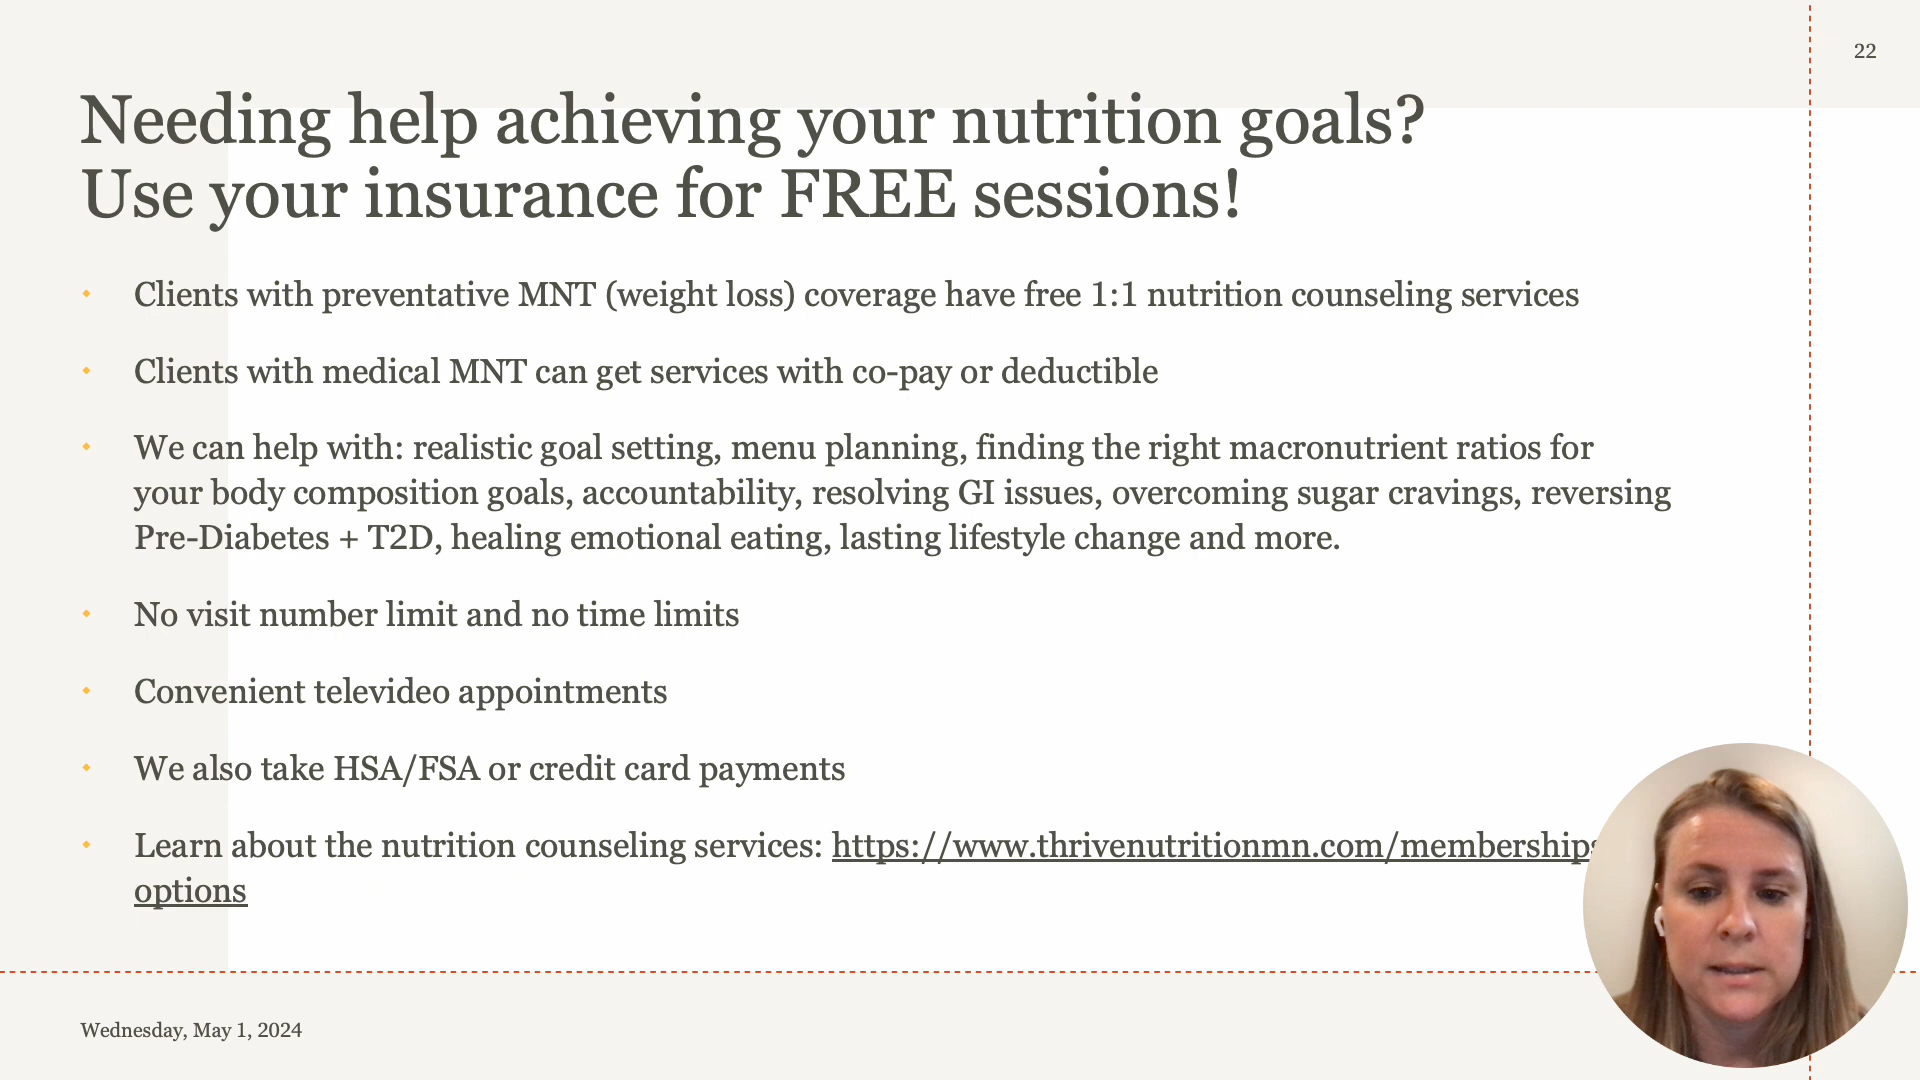 22
Needing help achieving your nutrition goals?
Use your insurance for FREE sessions!
• Clients with preventative MNT (weight loss) coverage have free 1:1 nutrition counseling services
• Clients with medical MNT can get services with co-pay or deductible
• We can help with: realistic goal setting, menu planning, finding the right macronutrient ratios for
your body composition goals, accountability, resolving GI issues, overcoming sugar cravings, reversing
Pre-Diabetes + T2D, healing emotional eating, lasting lifestyle change and more.
• No visit number limit and no time limits
• Convenient televideo appointments
• We also take HSA/FSA or credit card payments
• Learn about the nutrition counseling services: https://www.thrivenutritionmn.com/memberships
options
Wednesday, May 1, 2024